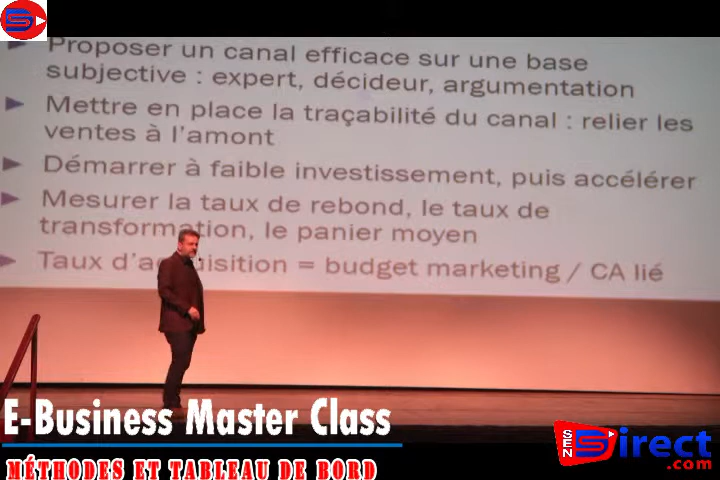 Proposer un canal efficace sur une base
subjective : expert, décideur, argumentation
Mettre en place la traçabilité du canal : relier les
ventes à l'amont
Démarrer à faible investissement, puis accélérer
Mesurer la taux de rebond, le taux de
transformation, le panier moyen
Taux d'acquisition = budget marketing / CA lié
E-Business Master Class
MÉTHODES ET TABLEAU DE BORD
SEN
Direct
.com